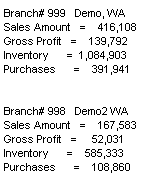 Branch# 999 Demo, WA
Sales Amount = 416,108
Gross Profit = 139,792
Inventory = 1,084,903
Purchases = 391,941
Branch# 998 Demo2 WA
Sales Amount = 167,583
Gross Profit = 52,031
Inventory = 585,333
Purchases = 108,860